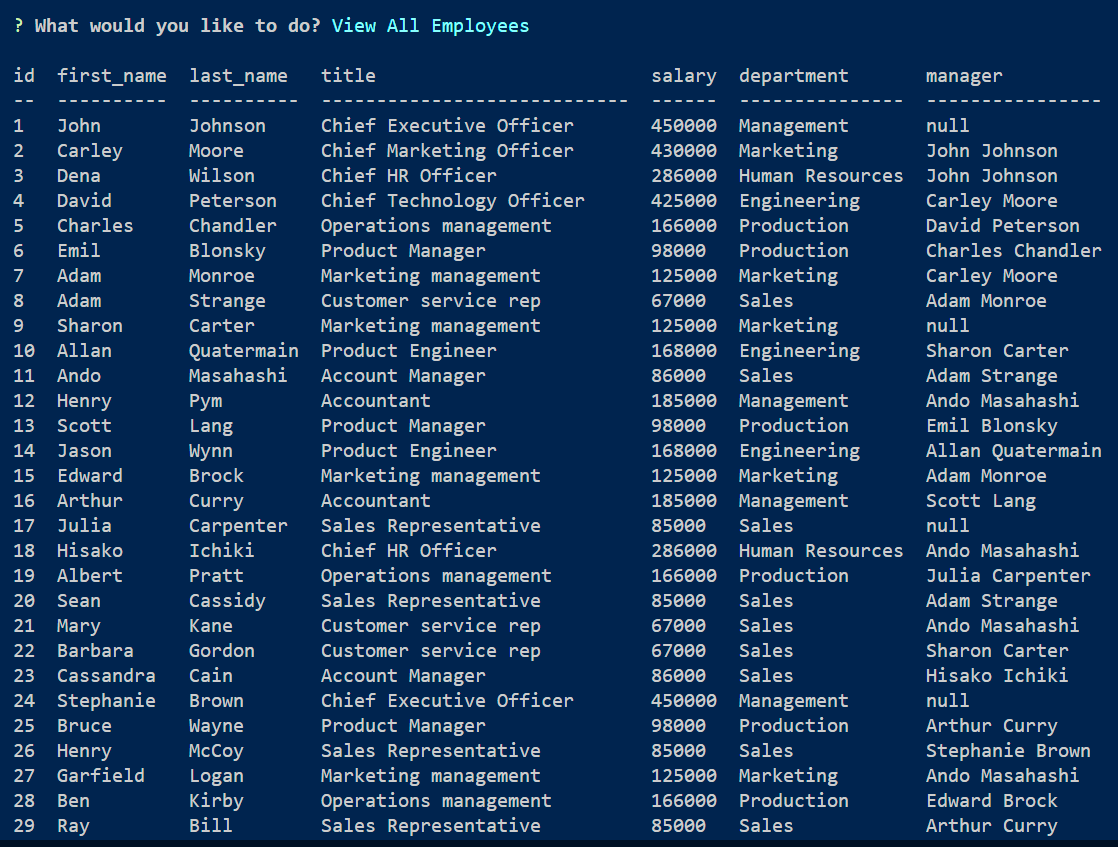 ? What would you like to do? View All Employees
id  first_name  last_name   title                         salary  department       manager
--  ----------  ----------  ----------------------------  ------  ---------------  ----------------
1   John        Johnson     Chief Executive Officer       450000  Management       null
2   Carley      Moore       Chief Marketing Officer       430000  Marketing        John Johnson
3   Dena        Wilson      Chief HR Officer              286000  Human Resources  John Johnson
4   David       Peterson    Chief Technology Officer      425000  Engineering      Carley Moore
5   Charles     Chandler    Operations management         166000  Production       David Peterson
6   Emil        Blonsky     Product Manager               98000   Production       Charles Chandler
7   Adam        Monroe      Marketing management          125000  Marketing        Carley Moore
8   Adam        Strange     Customer service rep          67000   Sales            Adam Monroe
9   Sharon      Carter      Marketing management          125000  Marketing        null
10  Allan       Quatermain  Product Engineer              168000  Engineering      Sharon Carter
11  Ando        Masahashi   Account Manager               86000   Sales            Adam Strange
12  Henry       Pym         Accountant                    185000  Management       Ando Masahashi
13  Scott       Lang        Product Manager               98000   Production       Emil Blonsky
14  Jason       Wynn        Product Engineer              168000  Engineering      Allan Quatermain
15  Edward      Brock       Marketing management          125000  Marketing        Adam Monroe
16  Arthur      Curry       Accountant                    185000  Management       Scott Lang
17  Julia       Carpenter   Sales Representative          85000   Sales            null
18  Hisako      Ichiki      Chief HR Officer              286000  Human Resources  Ando Masahashi
19  Albert      Pratt       Operations management         166000  Production       Julia Carpenter
20  Sean        Cassidy     Sales Representative          85000   Sales            Adam Strange
21  Mary        Kane        Customer service rep          67000   Sales            Ando Masahashi
22  Barbara     Gordon      Customer service rep          67000   Sales            Sharon Carter
23  Cassandra   Cain        Account Manager               86000   Sales            Hisako Ichiki
24  Stephanie   Brown       Chief Executive Officer       450000  Management       null
25  Bruce       Wayne       Product Manager               98000   Production       Arthur Curry
26  Henry       McCoy       Sales Representative          85000   Sales            Stephanie Brown
27  Garfield    Logan       Marketing management          125000  Marketing        Ando Masahashi
28  Ben         Kirby       Operations management         166000  Production       Edward Brock
29  Ray         Bill        Sales Representative          85000   Sales            Arthur Curry